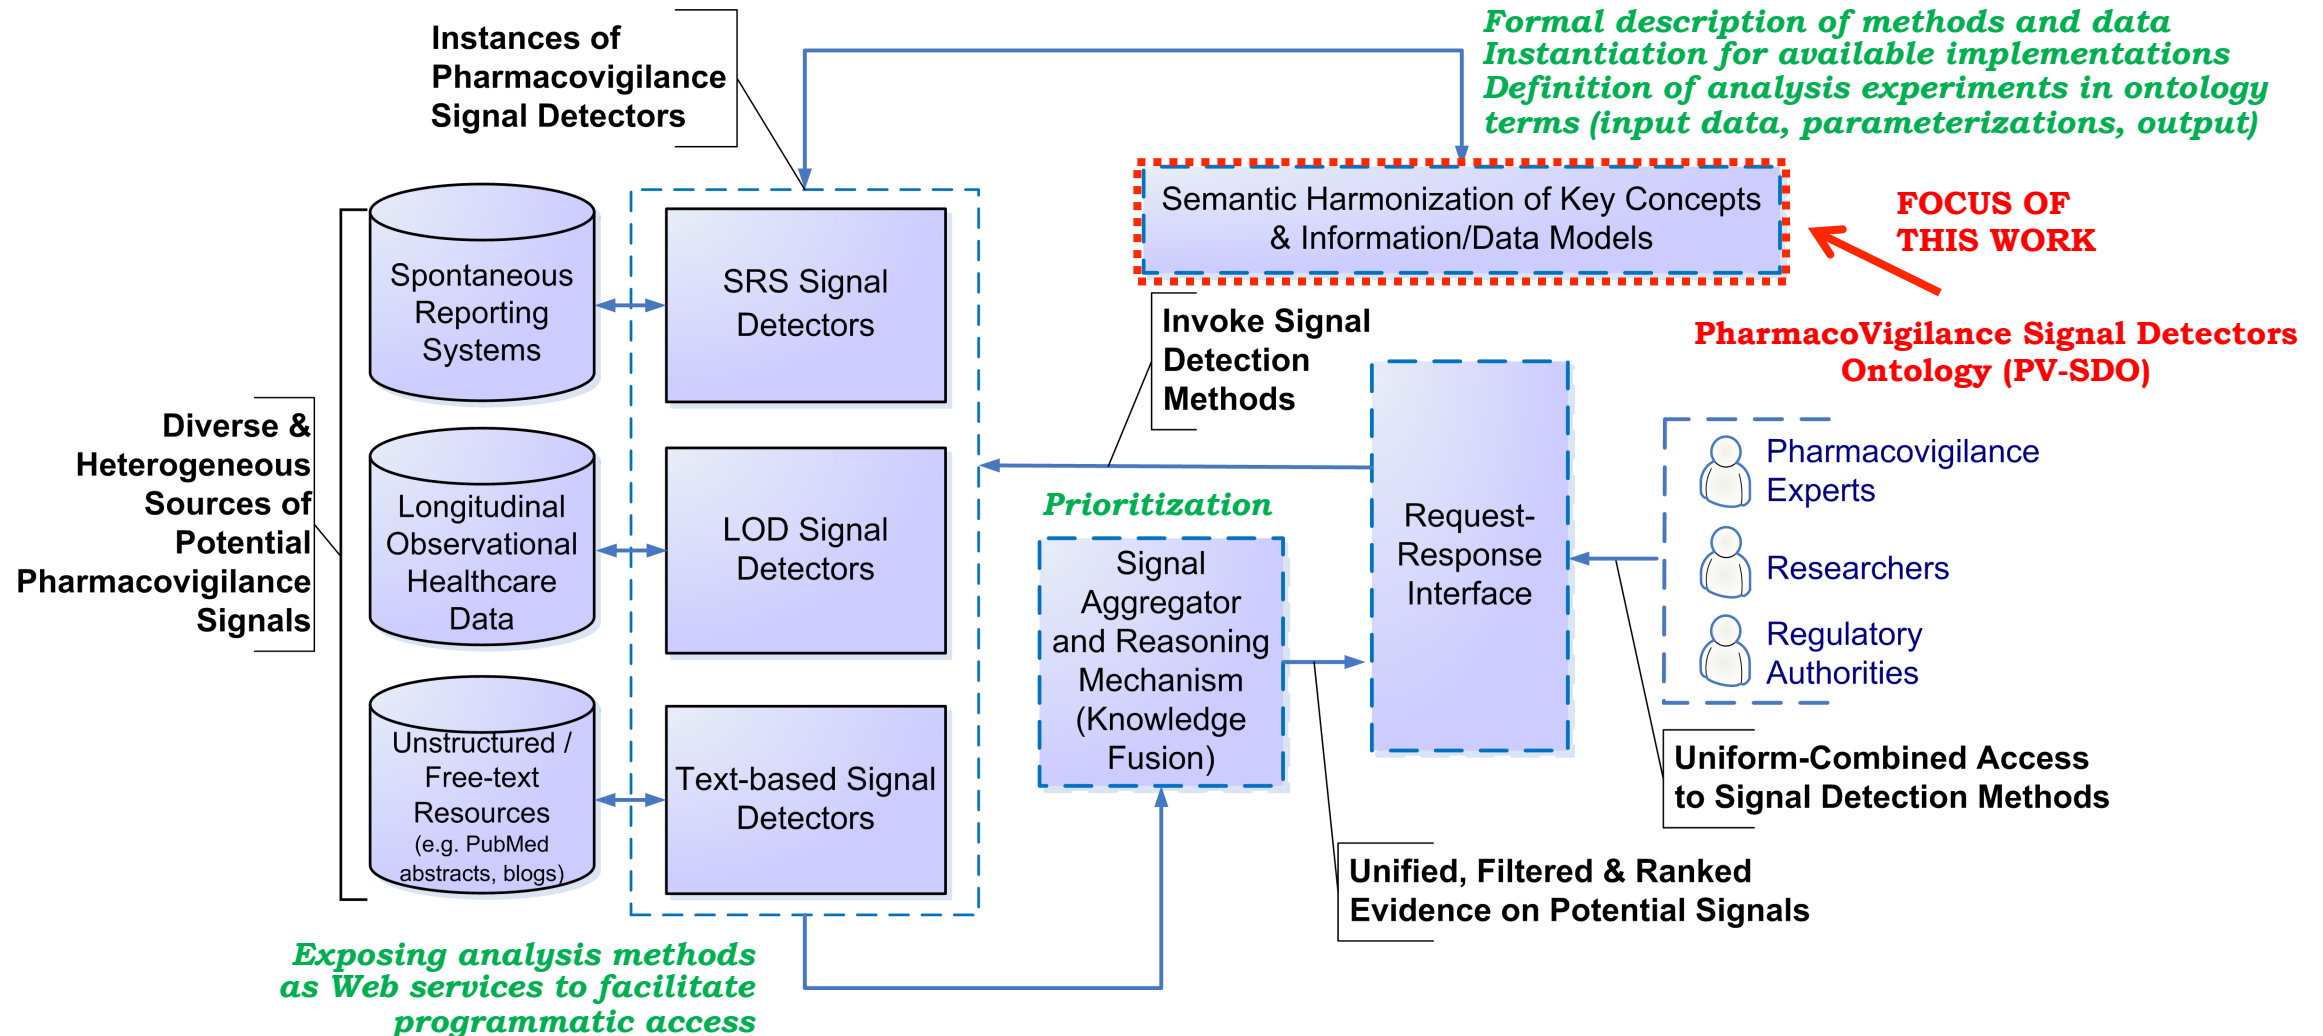 Instances of
Pharmacovigilance
Signal Detectors
Formal description of methods and data
Instantiation for available implementations
Definition of analysis experiments in ontology
terms (input data, parameterizations, output)
Semantic Harmonization of Key Concepts
& Information/Data Models
FOCUS OF
THIS WORK
PharmacoVigilance Signal Detectors
Ontology (PV-SDO)
Diverse &
Heterogeneous
Sources of
Potential
Pharmacovigilance
Signals
Spontaneous
Reporting
Systems
SRS Signal
Detectors
Longitudinal
Observational
Healthcare
Data
LOD Signal
Detectors
Unstructured /
Free-text
Resources
(e.g. PubMed
abstracts, blogs)
Text-based Signal
Detectors
Invoke Signal
Detection
Methods
Prioritization
Signal
Aggregator
and Reasoning
Mechanism
(Knowledge
Fusion)
Request-
Response
Interface
Pharmacovigilance
Experts
Researchers
Regulatory
Authorities
Uniform-Combined Access
to Signal Detection Methods
Unified, Filtered & Ranked
Evidence on Potential Signals
Exposing analysis methods
as Web services to facilitate
programmatic access